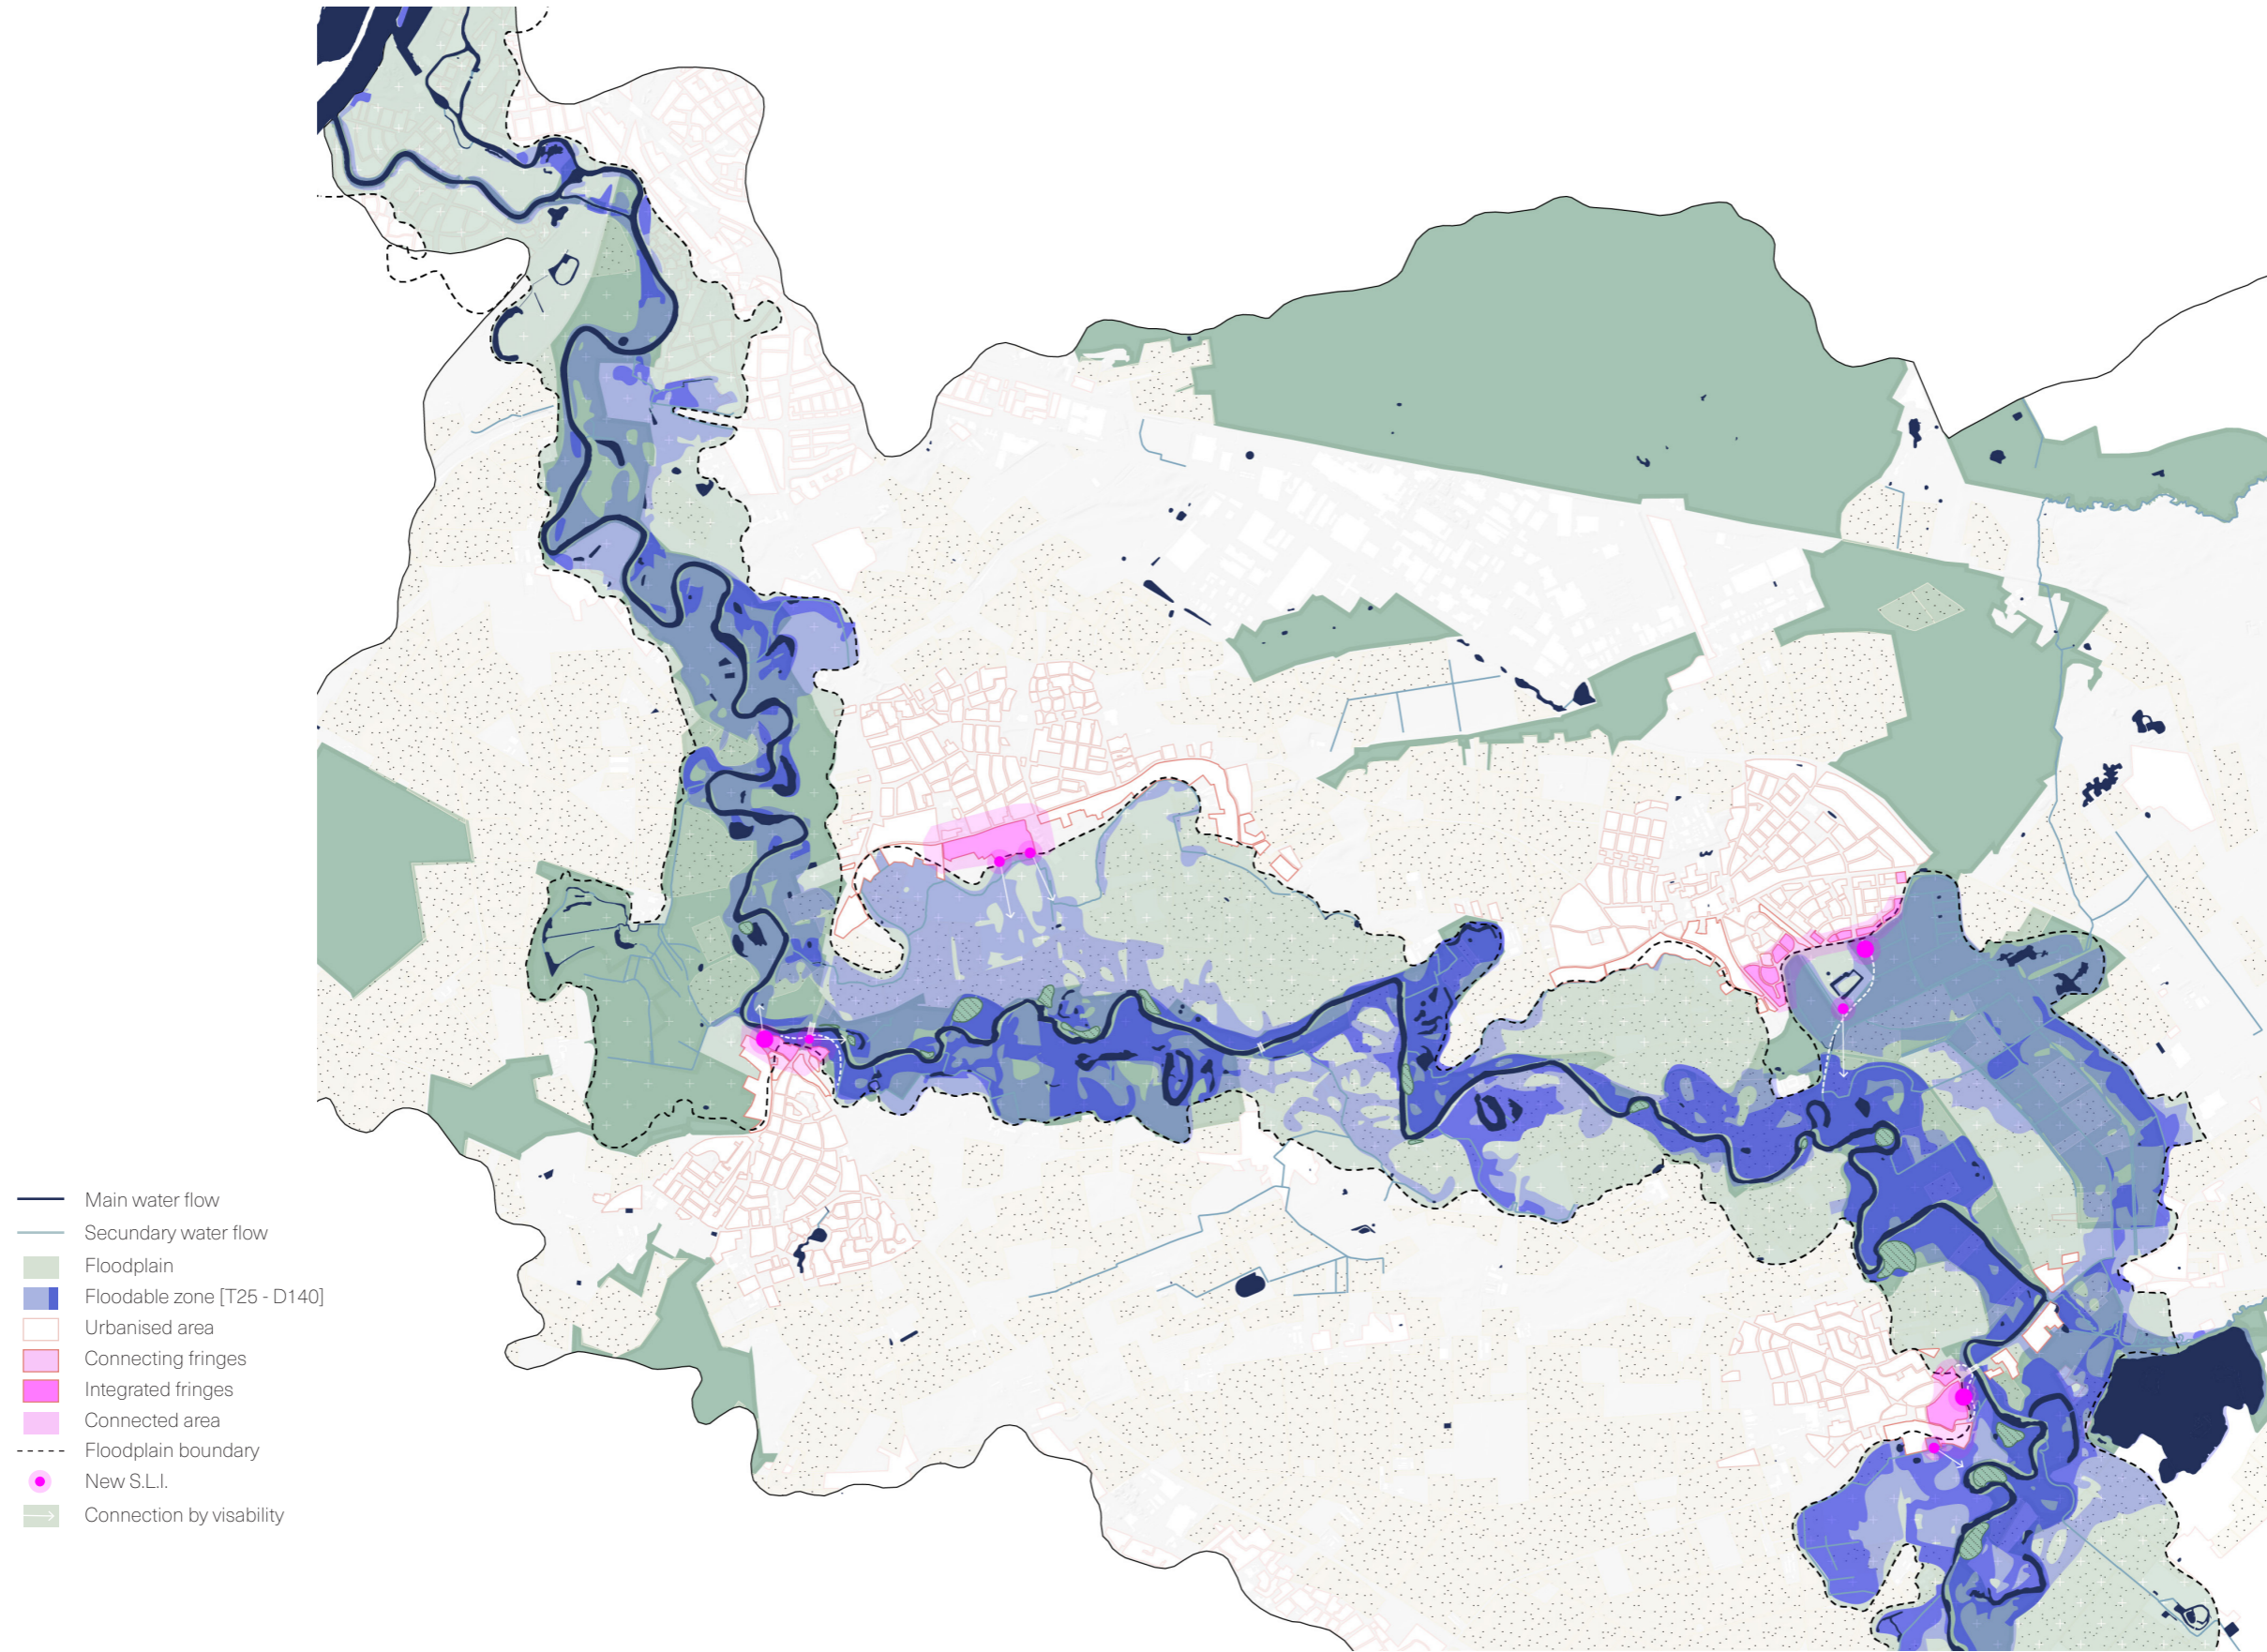 Main water flow
Secundary water flow
Floodplain
Floodable zone [T25 - D140]
Urbanised area
Connecting fringes
Integrated fringes
Connected area
Floodplain boundary
New S.L.I.
Connection by visability